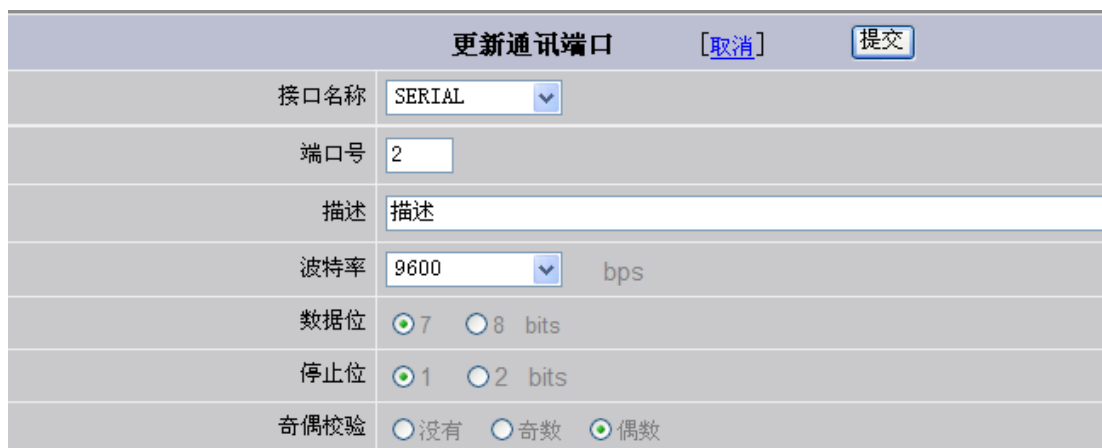 更新通讯端口 [取消] 提交
接口名称 SERIAL
端口号 2
描述 描述
波特率 9600 bps
数据位 7 8 bits
停止位 1 2 bits
奇偶校验 没有 奇数 偶数